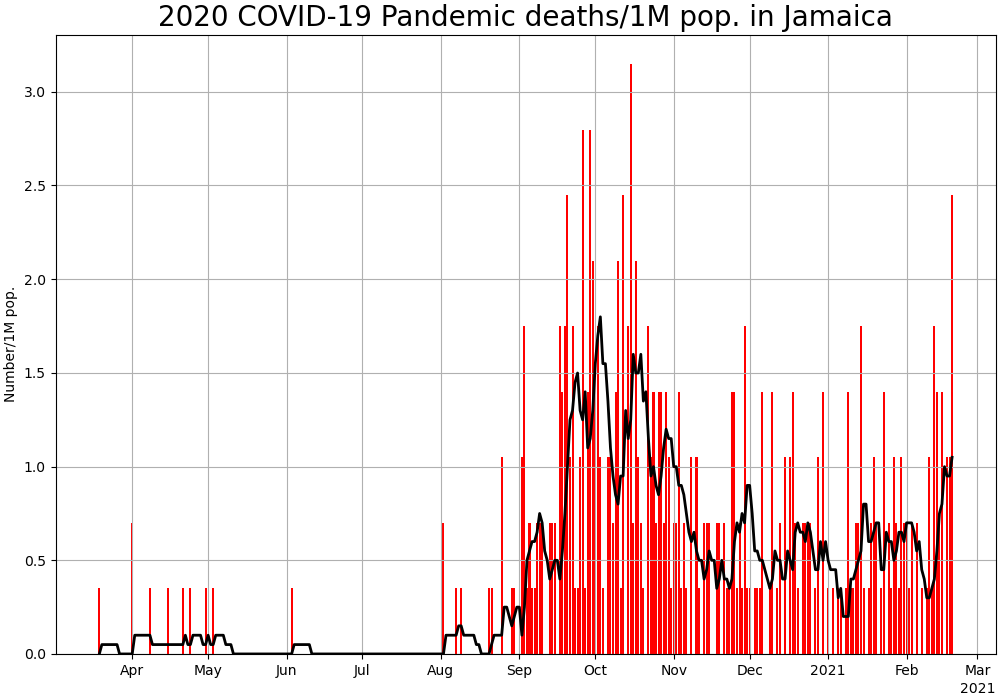 2020 COVID-19 Pandemic deaths/1M pop. in Jamaica
Number/1M pop.
3.0
2.5
2.0
1.5
1.0
0.5
0.0
Apr May Jun Jul Aug Sep Oct Nov Dec 2021 Feb Mar
2021